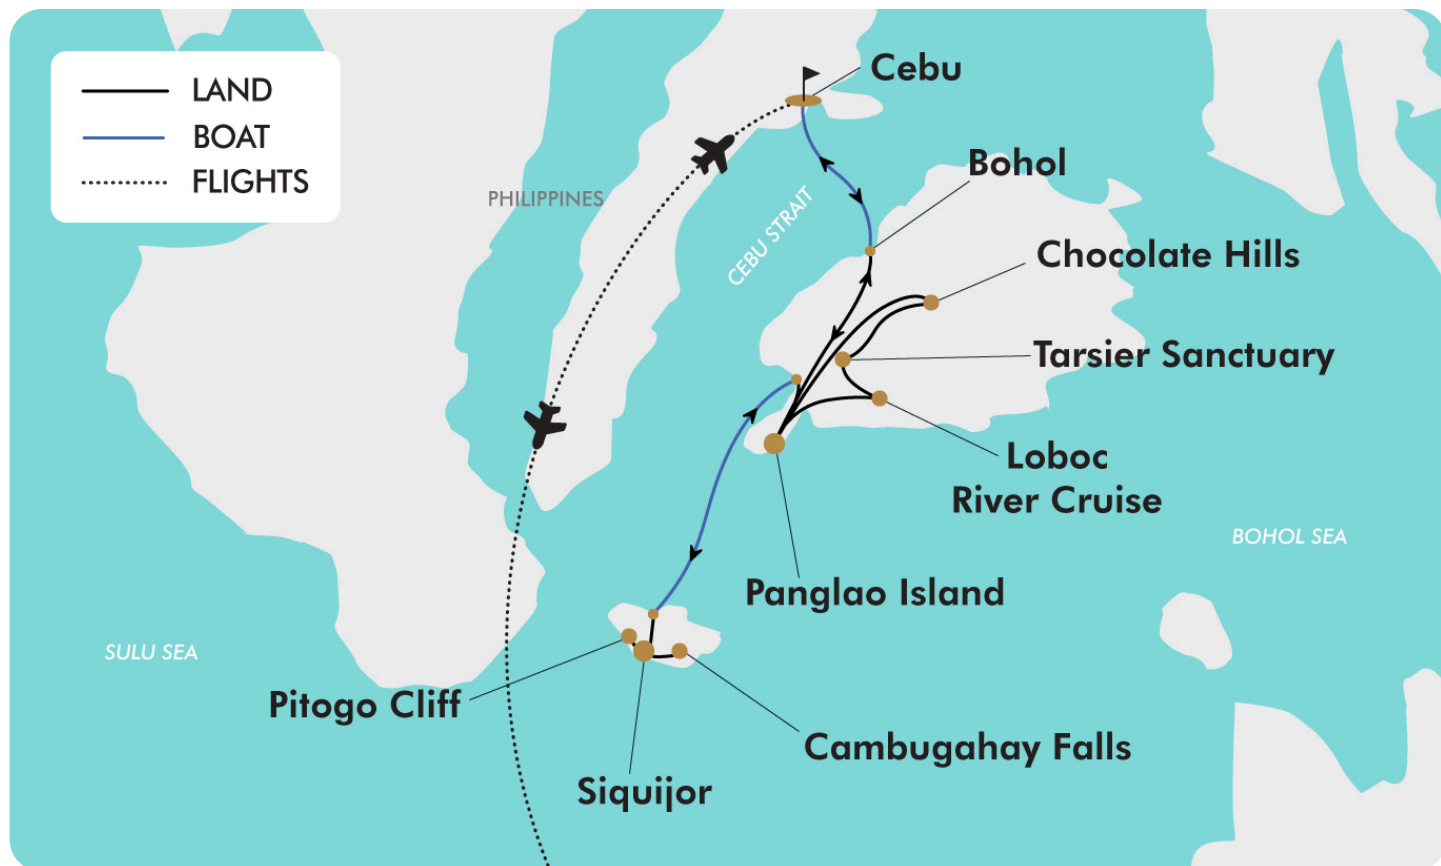 LAND
BOAT
FLIGHTS
Cebu
Bohol
PHILIPPINES
CEBU STRAIT
Chocolate Hills
Tarsier Sanctuary
Loboc
River Cruise
BOHOL SEA
Panglao Island
SULU SEA
Pitogo Cliff
Cambugahay Falls
Siquijor